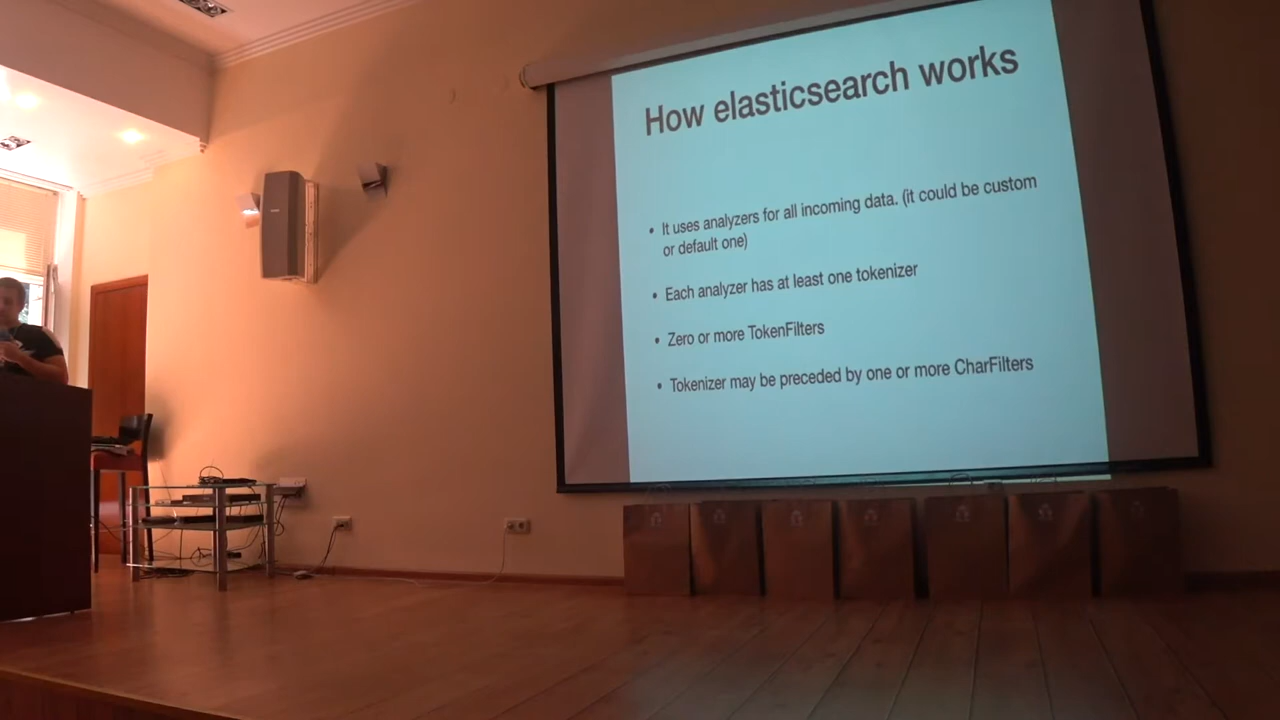 How elasticsearch works
• It uses analyzers for all incoming data. (it could be custom
or default one)
• Each analyzer has at least one tokenizer
• Zero or more TokenFilters
• Tokenizer may be preceded by one or more CharFilters